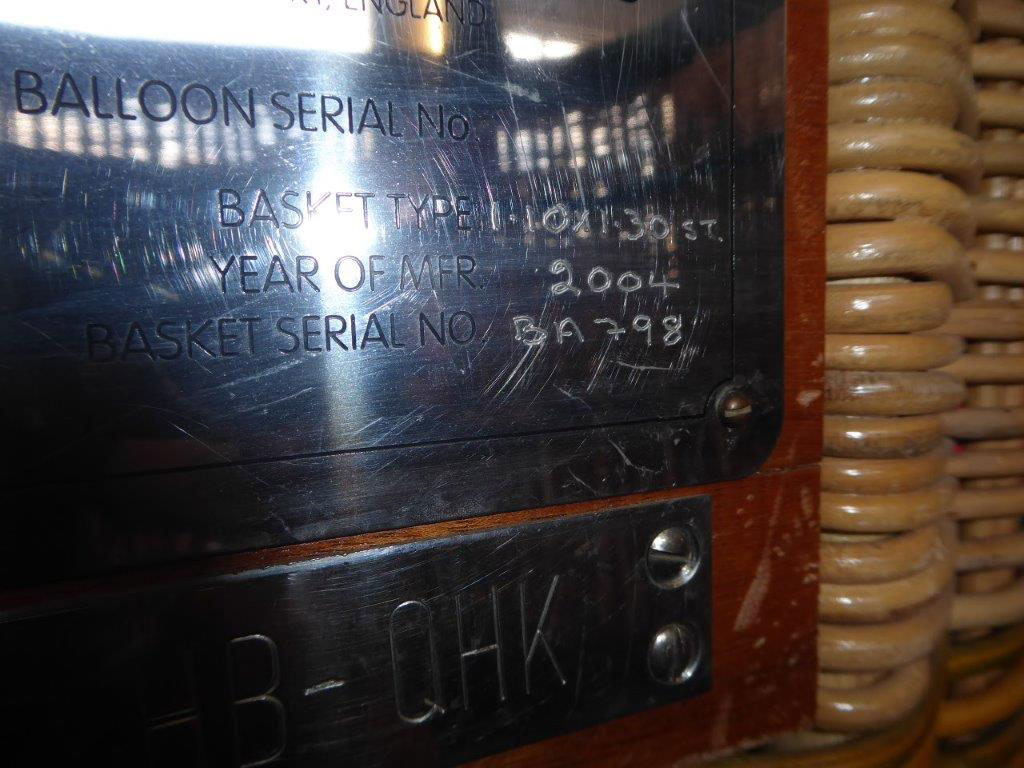 ENGLAND
BALLOON SERIAL No
BASKET TYPE 1·10X1·30 ST.
YEAR OF MFR. 2004
BASKET SERIAL NO. BA798
HB-QHK